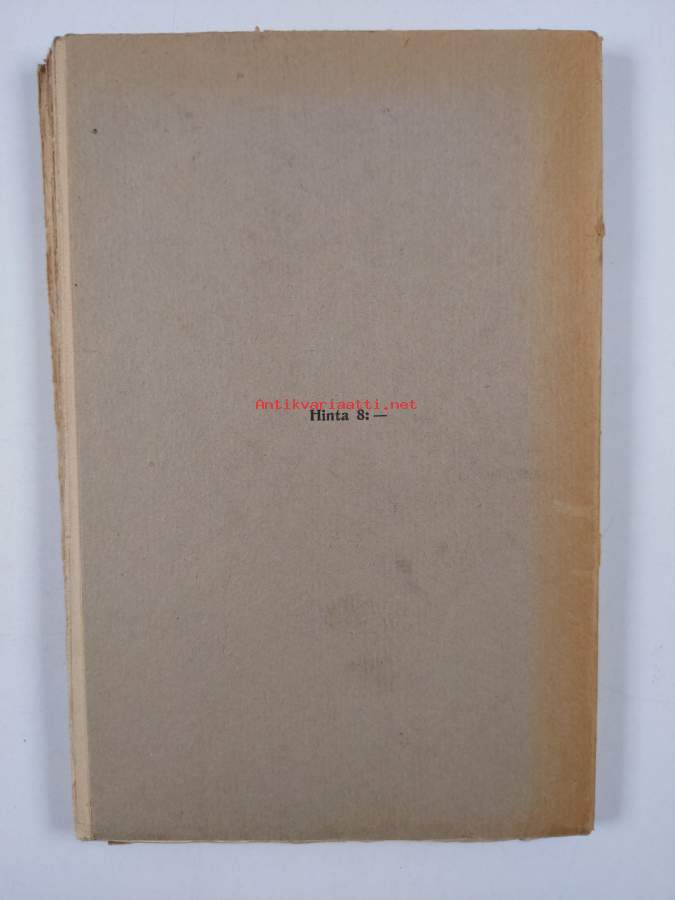 Antikvariaatti.net
Hinta 8: —